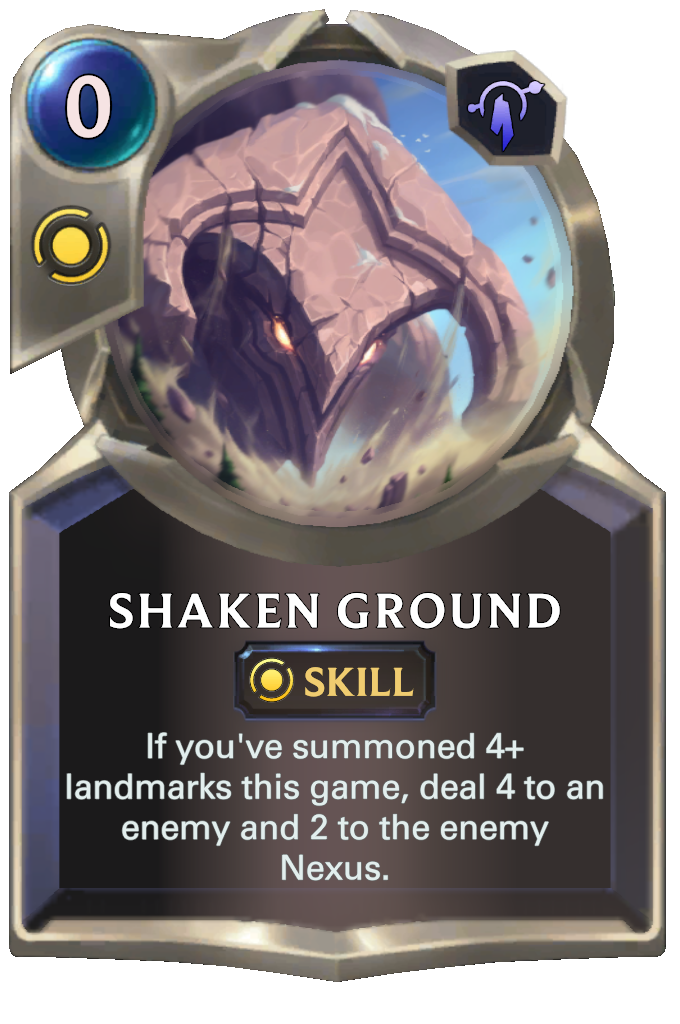 0
SHAKEN GROUND
SKILL
If you've summoned 4+
landmarks this game, deal 4 to an
enemy and 2 to the enemy
Nexus.